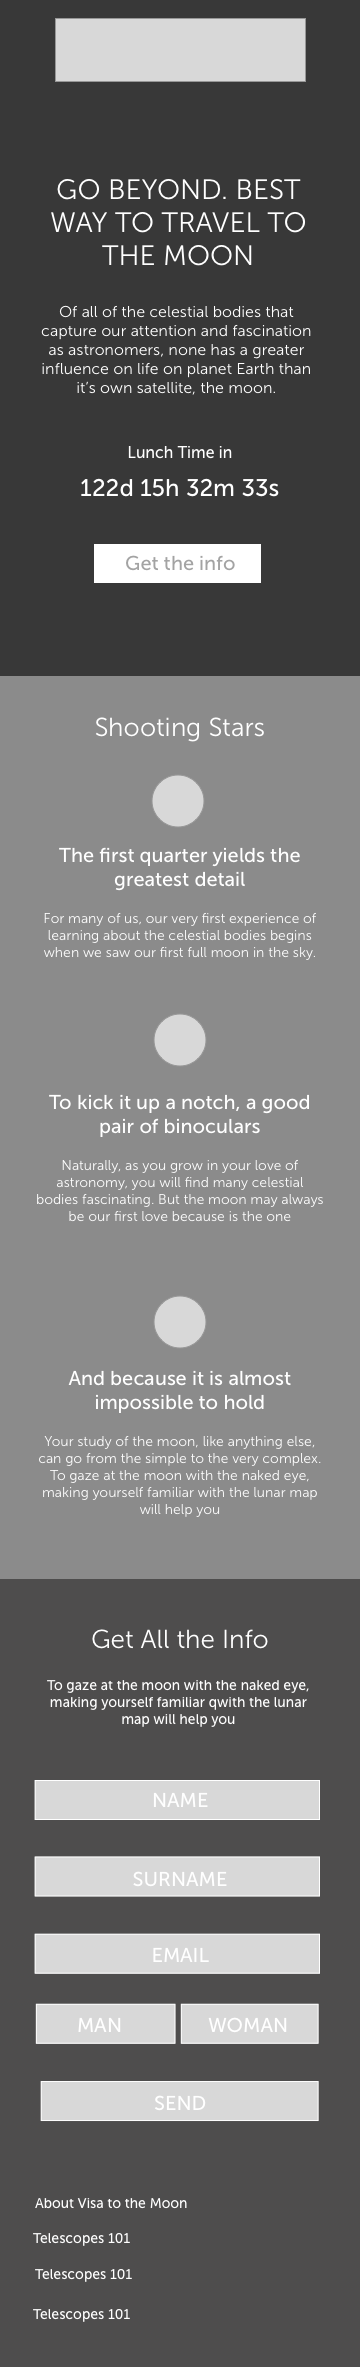 GO BEYOND. BEST
WAY TO TRAVEL TO
THE MOON
Of all of the celestial bodies that
capture our attention and fascination
as astronomers, none has a greater
influence on life on planet Earth than
it’s own satellite, the moon.
Lunch Time in
122d 15h 32m 33s
Get the info
Shooting Stars
The first quarter yields the
greatest detail
For many of us, our very first experience of
learning about the celestial bodies begins
when we saw our first full moon in the sky.
To kick it up a notch, a good
pair of binoculars
Naturally, as you grow in your love of
astronomy, you will find many celestial
bodies fascinating. But the moon may always
be our first love because is the one
And because it is almost
impossible to hold
Your study of the moon, like anything else,
can go from the simple to the very complex.
To gaze at the moon with the naked eye,
making yourself familiar with the lunar map
will help you
Get All the Info
To gaze at the moon with the naked eye,
making yourself familiar qwith the lunar
map will help you
NAME
SURNAME
EMAIL
MAN WOMAN
SEND
About Visa to the Moon
Telescopes 101
Telescopes 101
Telescopes 101